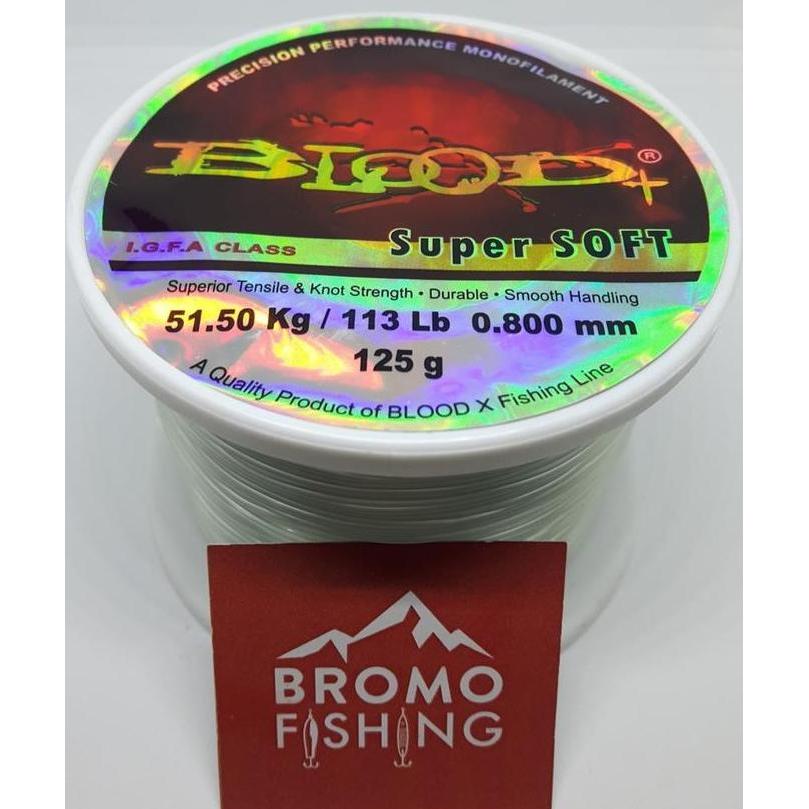 PRECISION PERFORMANCE MONOFILAMENT
BLOOD+®
I.G.F.A CLASS
Super SOFT
Superior Tensile & Knot Strength • Durable • Smooth Handling
51.50 Kg / 113 Lb 0.800 mm
125 g
A Quality Product of BLOOD X Fishing Line
BROMO
FISHING